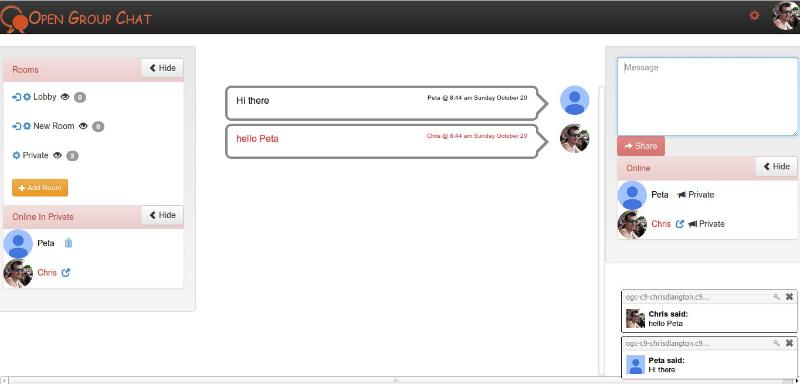 OPEN GROUP CHAT
Rooms
Hide
Lobby 0
New Room 0
Private 2
Add Room
Online In Private
Hide
Peta
Chris
Hi there
Peta @ 8:44 am Sunday October 20
hello Peta
Chris @ 8:44 am Sunday October 20
Message
Share
Online
Hide
Peta Private
Chris Private
ogc-c9-chrisdlangton.c9...
Chris said:
hello Peta
ogc-c9-chrisdlangton.c9...
Peta said:
Hi there